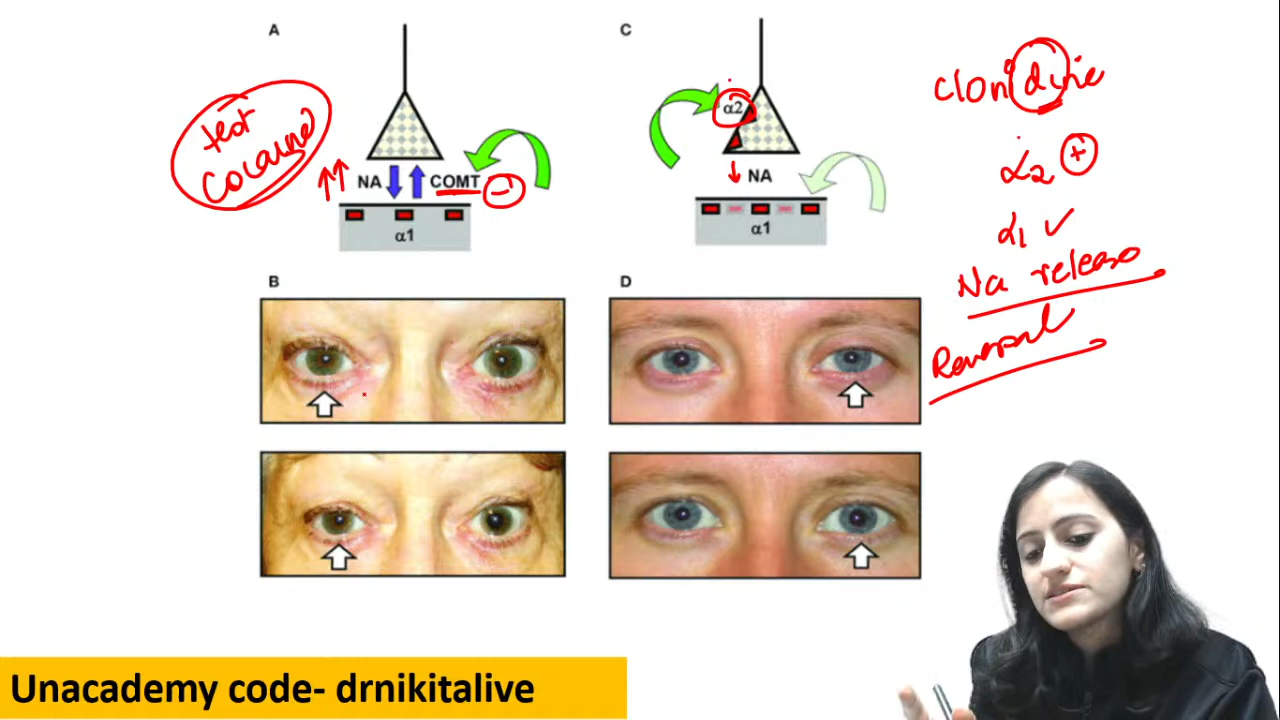 A
test
cocaine
NA
COMT
-
α1
C
α2
NA
α1
Clonidine
α2 +
α1 ✓
Na release
Reversal
B
D
Unacademy code- drnikitalive